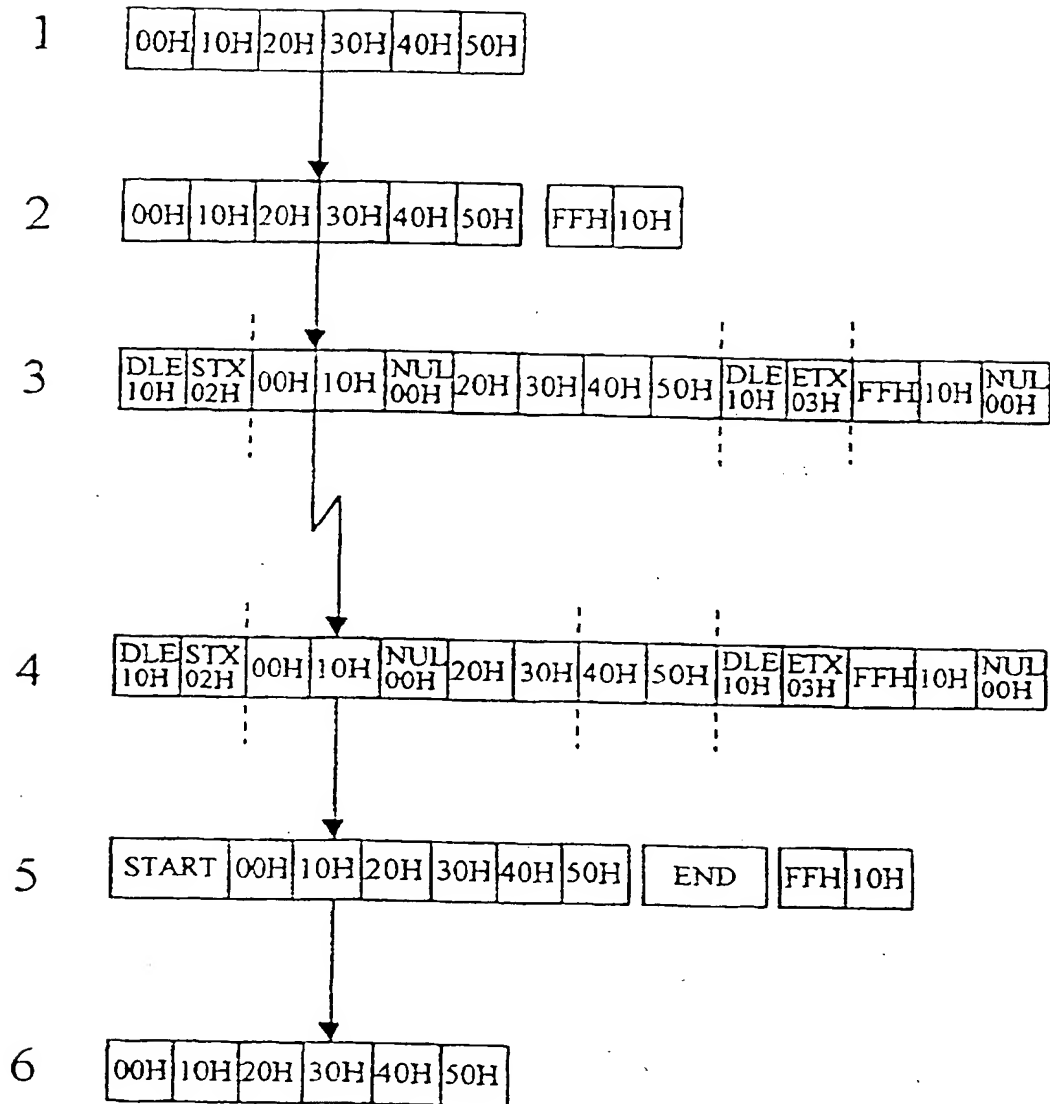 1 00H 10H 20H 30H 40H 50H
2 00H 10H 20H 30H 40H 50H FFH 10H
3 DLE 10H STX 02H 00H 10H NUL 00H 20H 30H 40H 50H DLE 10H ETX 03H FFH 10H NUL 00H
4 DLE 10H STX 02H 00H 10H NUL 00H 20H 30H 40H 50H DLE 10H ETX 03H FFH 10H NUL 00H
5 START 00H 10H 20H 30H 40H 50H END FFH 10H
6 00H 10H 20H 30H 40H 50H